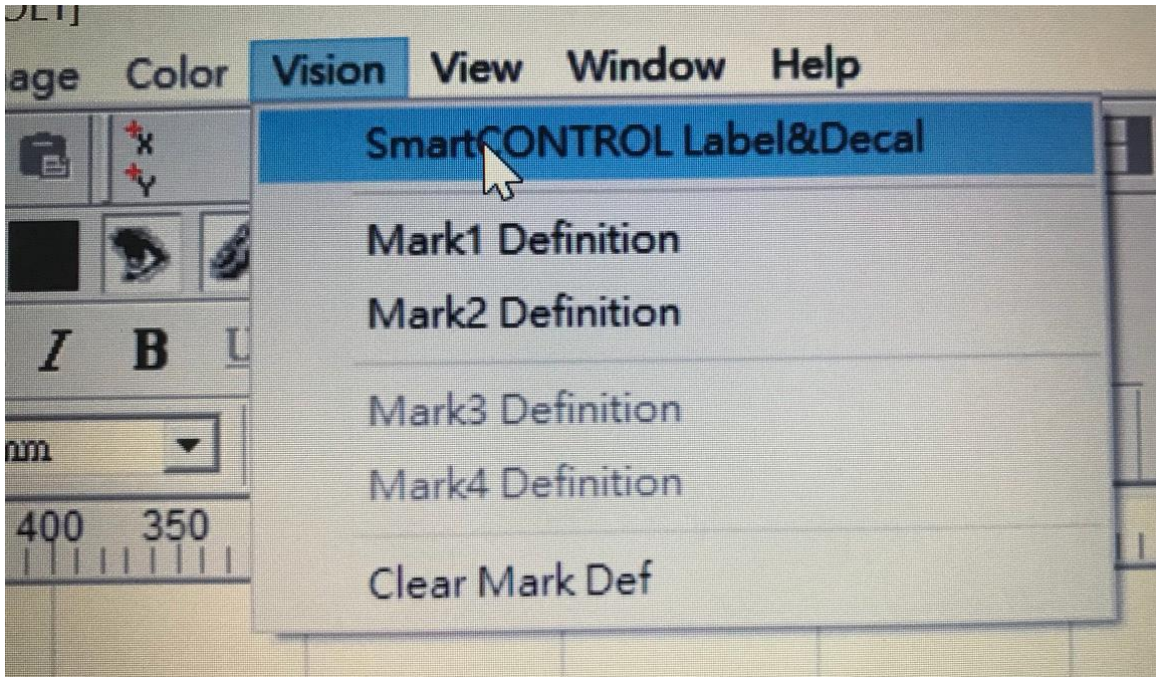 Color Vision View Window Help
SmartCONTROL Label&Decal
+X
+Y
Mark1 Definition
Mark2 Definition
I B U
Mark3 Definition
mm
Mark4 Definition
400 350
Clear Mark Def